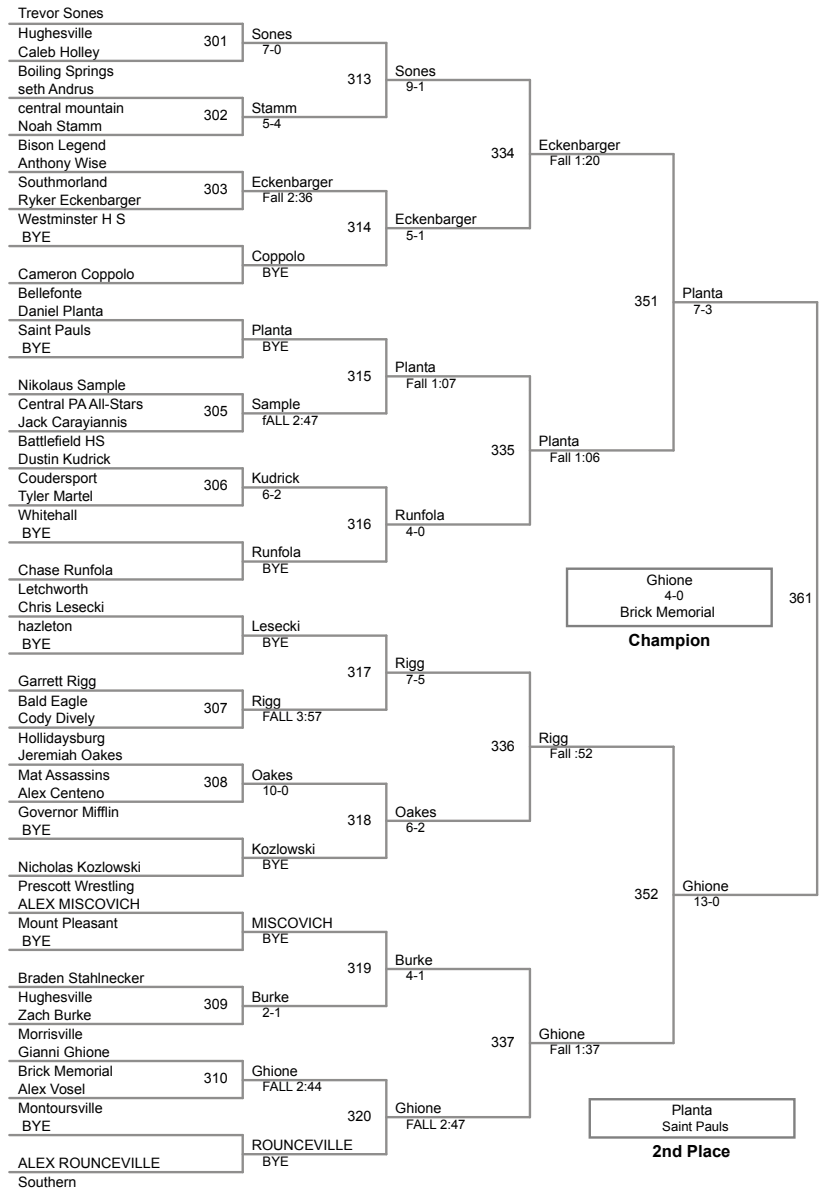 Trevor Sones
Hughesville
Caleb Holley
Boiling Springs
seth Andrus
central mountain
Noah Stamm
Bison Legend
Anthony Wise
Southmorland
Ryker Eckenbarger
Westminster H S
BYE
Cameron Coppolo
Bellefonte
Daniel Planta
Saint Pauls
BYE
Nikolaus Sample
Central PA All-Stars
Jack Carayiannis
Battlefield HS
Dustin Kudrick
Coudersport
Tyler Martel
Whitehall
BYE
Chase Runfola
Letchworth
Chris Lesecki
hazleton
BYE
Garrett Rigg
Bald Eagle
Cody Dively
Hollidaysburg
Jeremiah Oakes
Mat Assassins
Alex Centeno
Governor Mifflin
BYE
Nicholas Kozlowski
Prescott Wrestling
ALEX MISCOVICH
Mount Pleasant
BYE
Braden Stahlnecker
Hughesville
Zach Burke
Morrisville
Gianni Ghione
Brick Memorial
Alex Vosel
Montoursville
BYE
ALEX ROUNCEVILLE
Southern
301
302
303
305
306
307
308
309
310
Sones
7-0
Stamm
5-4
Eckenbarger
Fall 2:36
Coppolo
BYE
Planta
BYE
Sample
fALL 2:47
Kudrick
6-2
Runfola
BYE
Lesecki
BYE
Rigg
FALL 3:57
Oakes
10-0
Kozlowski
BYE
MISCOVICH
BYE
Burke
2-1
Ghione
FALL 2:44
ROUNCEVILLE
BYE
313
314
315
316
317
318
319
320
Sones
9-1
Eckenbarger
5-1
Planta
Fall 1:07
Runfola
4-0
Rigg
7-5
Oakes
6-2
Burke
4-1
Ghione
FALL 2:47
334
335
336
337
Eckenbarger
Fall 1:20
Planta
Fall 1:06
Rigg
Fall :52
Ghione
Fall 1:37
351
352
Planta
7-3
Ghione
13-0
361
Ghione
4-0
Brick Memorial
Champion
Planta
Saint Pauls
2nd Place